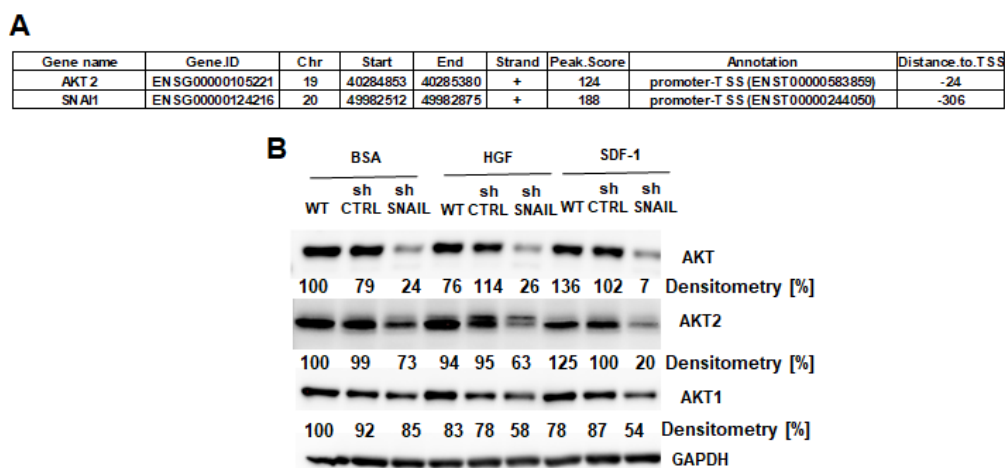 A
Gene name Gene.ID Chr Start End Strand Peak.Score Annotation Distance.to.TSS
AKT2 ENSG00000105221 19 40284853 40285380 + 124 promoter-TSS (ENST00000583859) -24
SNAI1 ENSG00000124216 20 49982512 49982875 + 188 promoter-TSS (ENST00000244050) -306
B
BSA HGF SDF-1
sh sh sh sh sh sh
WT CTRL SNAIL WT CTRL SNAIL WT CTRL SNAIL
AKT
100 79 24 76 114 26 136 102 7 Densitometry [%]
AKT2
100 99 73 94 95 63 125 100 20 Densitometry [%]
AKT1
100 92 85 83 78 58 78 87 54 Densitometry [%]
GAPDH